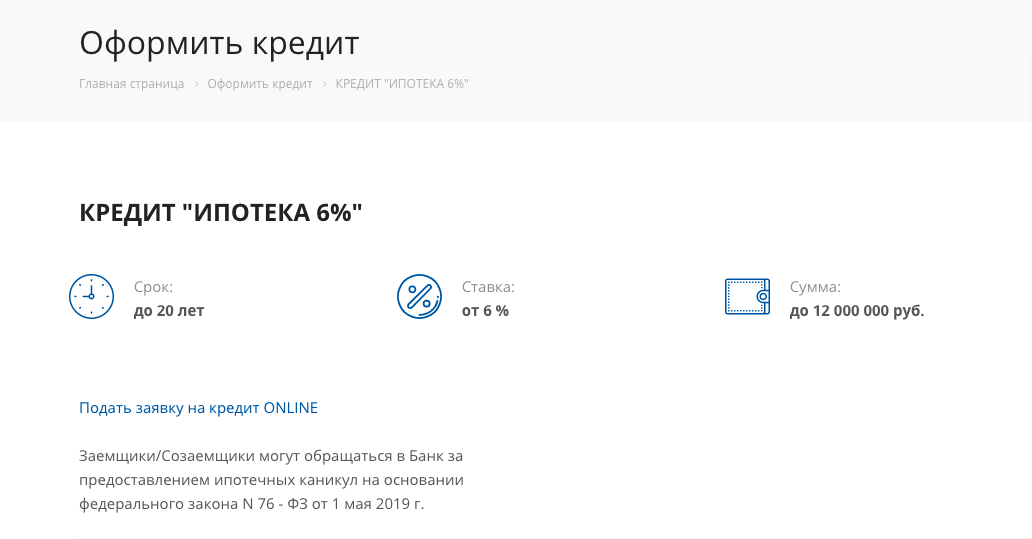 Оформить кредит
Главная страница > Оформить кредит > КРЕДИТ "ИПОТЕКА 6%"
КРЕДИТ "ИПОТЕКА 6%"
Срок:
до 20 лет
Ставка:
от 6 %
Сумма:
до 12 000 000 руб.
Подать заявку на кредит ONLINE
Заемщики/Созаемщики могут обращаться в Банк за
предоставлением ипотечных каникул на основании
федерального закона N 76 - ФЗ от 1 мая 2019 г.